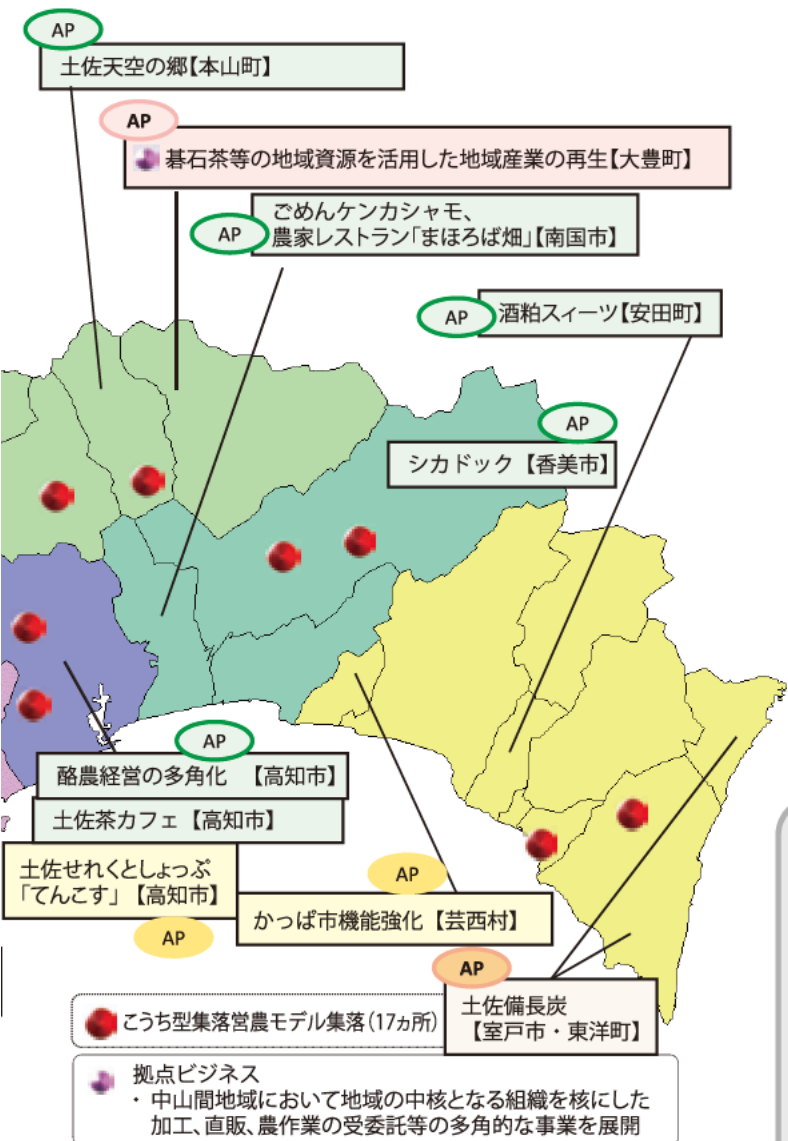 AP
土佐天空の郷【本山町】
AP
碁石茶等の地域資源を活用した地域産業の再生【大豊町】
ごめんケンカシャモ、
AP
農家レストラン「まほろば畑」【南国市】
AP
酒粕スィーツ【安田町】
AP
シカドック【香美市】
AP
酪農経営の多角化 【高知市】
土佐茶カフェ【高知市】
土佐せれくとしょっぷ
「てんこす」【高知市】
AP
AP
かっぱ市機能強化【芸西村】
AP
土佐備長炭
【室戸市・東洋町】
こうち型集落営農モデル集落（17ヵ所）
拠点ビジネス
・ 中山間地域において地域の中核となる組織を核にした
加工、直販、農作業の受委託等の多角的な事業を展開